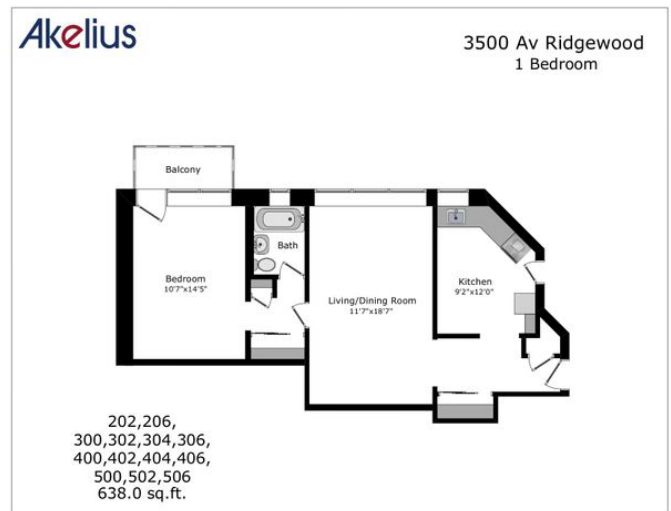 Akelius
3500 Av Ridgewood
1 Bedroom
Balcony
Bath
Bedroom
10'7"x14'5"
Living/Dining Room
11'7"x18'7"
Kitchen
9'2"x12'0"
202,206,
300,302,304,306,
400,402,404,406,
500,502,506
638.0 sq.ft.